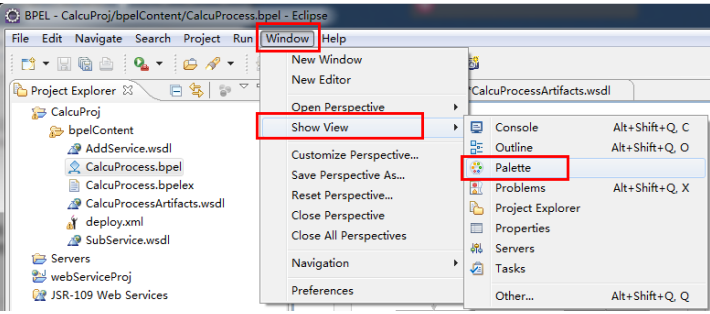 BPEL - CalcuProj/bpelContent/CalcuProcess.bpel - Eclipse
File Edit Navigate Search Project Run Window Help
Project Explorer
*CalcuProcessArtifacts.wsdl
CalcuProj
bpelContent
AddService.wsdl
CalcuProcess.bpel
CalcuProcess.bpelex
CalcuProcessArtifacts.wsdl
deploy.xml
SubService.wsdl
Servers
webServiceProj
JSR-109 Web Services
New Window
New Editor
Open Perspective
Show View
Customize Perspective...
Save Perspective As...
Reset Perspective...
Close Perspective
Close All Perspectives
Navigation
Preferences
Console Alt+Shift+Q, C
Outline Alt+Shift+Q, O
Palette
Problems Alt+Shift+Q, X
Project Explorer
Properties
Servers
Tasks
Other... Alt+Shift+Q, Q